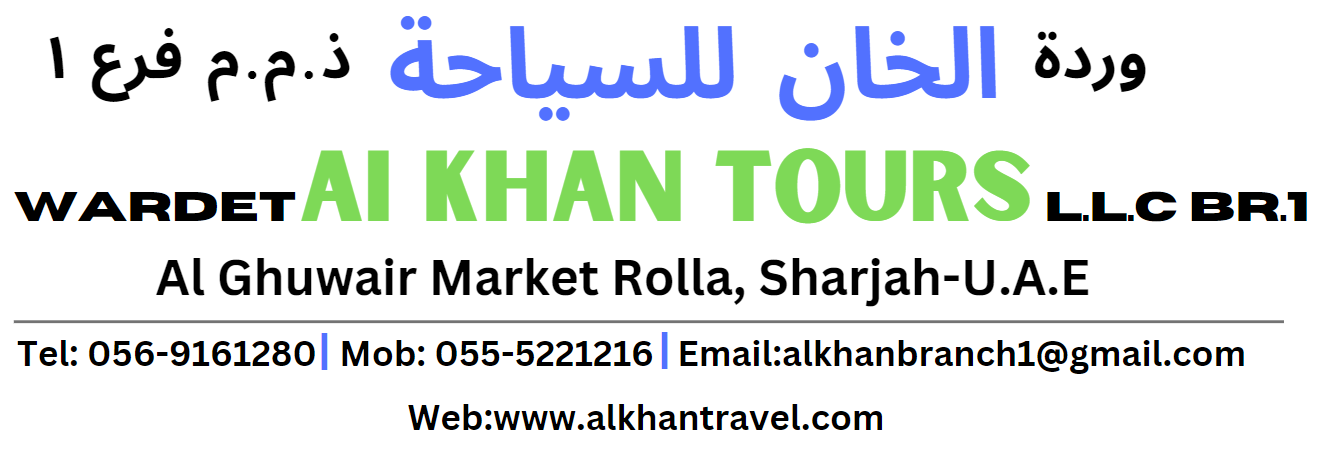 وردة الخان للسياحة ذ.م.م فرع ١
WARDET AI KHAN TOURS L.L.C BR.1
Al Ghuwair Market Rolla, Sharjah-U.A.E
Tel: 056-9161280| Mob: 055-5221216 | Email:alkhanbranch1@gmail.com
Web:www.alkhantravel.com